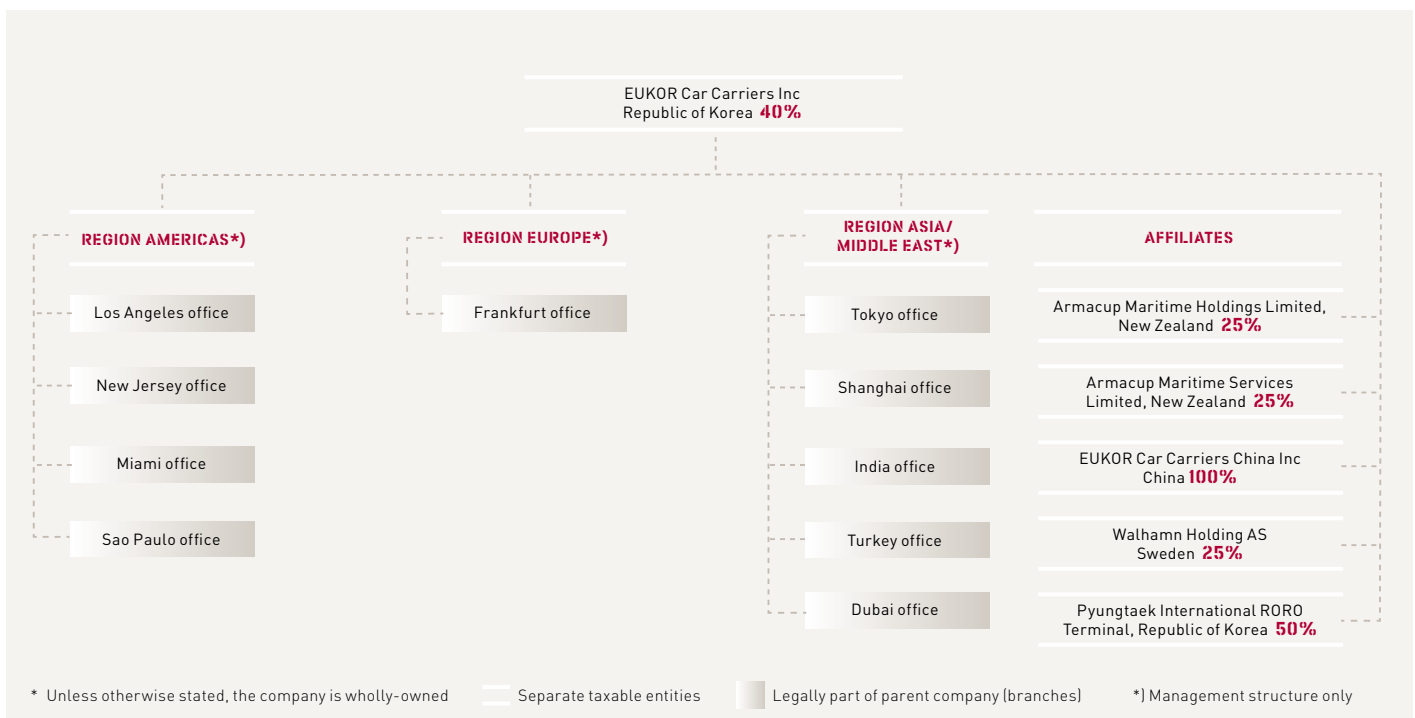 EUKOR Car Carriers Inc
Republic of Korea 40%
REGION AMERICAS*)
Los Angeles office
New Jersey office
Miami office
Sao Paulo office
REGION EUROPE*)
Frankfurt office
REGION ASIA/
MIDDLE EAST*)
Tokyo office
Shanghai office
India office
Turkey office
Dubai office
AFFILIATES
Armacup Maritime Holdings Limited,
New Zealand 25%
Armacup Maritime Services
Limited, New Zealand 25%
EUKOR Car Carriers China Inc
China 100%
Walhamn Holding AS
Sweden 25%
Pyungtaek International RORO
Terminal, Republic of Korea 50%
* Unless otherwise stated, the company is wholly-owned
Separate taxable entities
Legally part of parent company (branches)
*) Management structure only